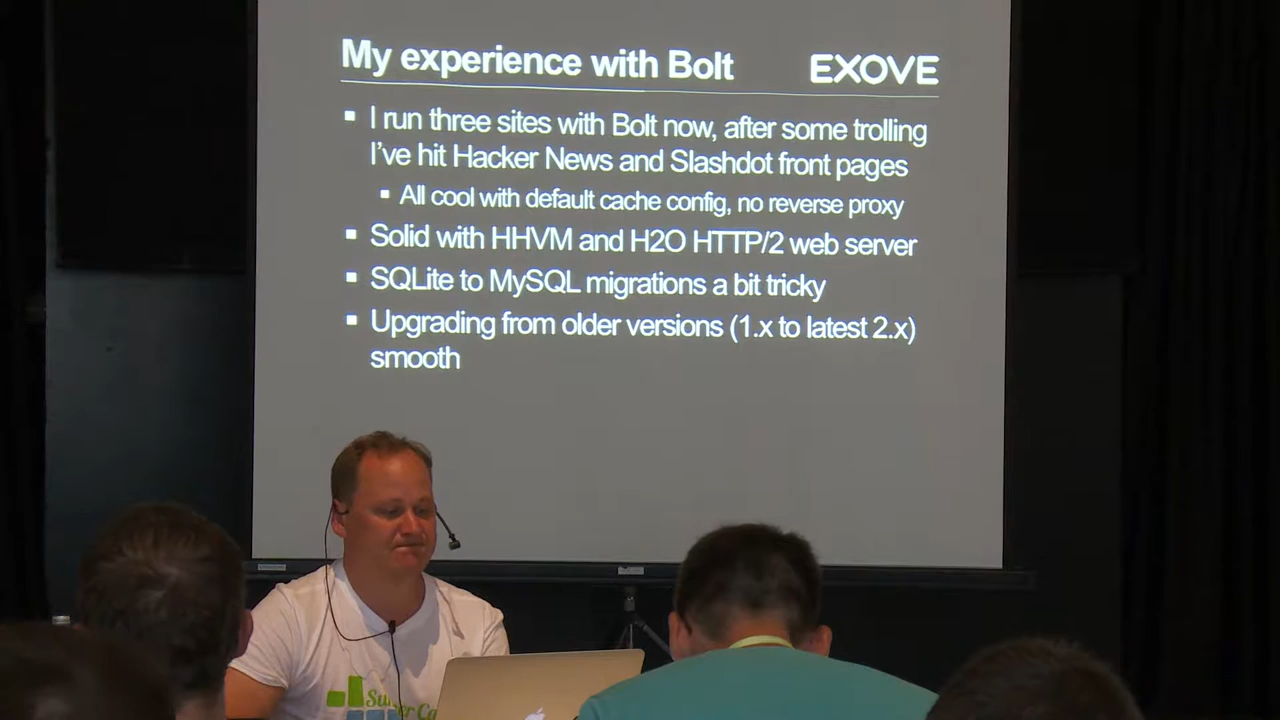 My experience with Bolt
EXOVE
I run three sites with Bolt now, after some trolling
I've hit Hacker News and Slashdot front pages
All cool with default cache config, no reverse proxy
Solid with HHVM and H2O HTTP/2 web server
SQLite to MySQL migrations a bit tricky
Upgrading from older versions (1.x to latest 2.x)
smooth